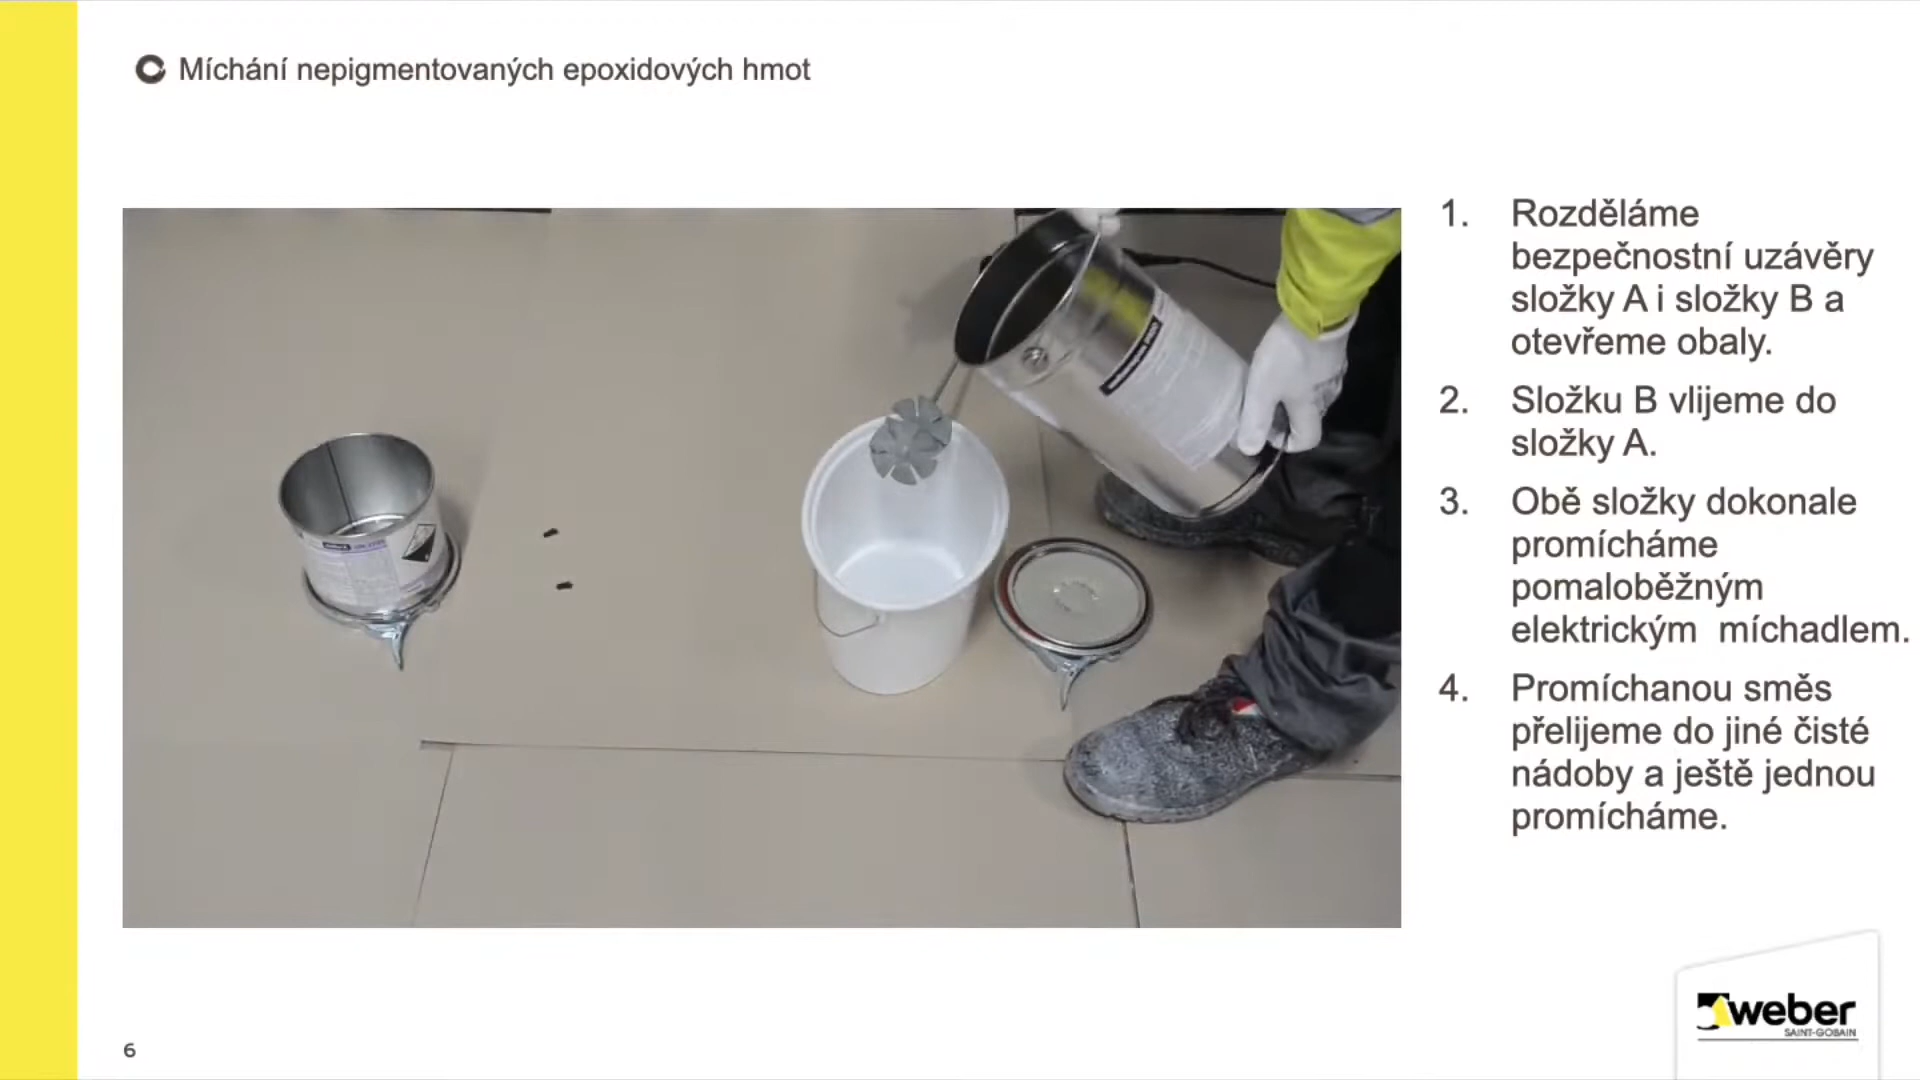 Míchání nepigmentovaných epoxidových hmot
1. Rozděláme
bezpečnostní uzávěry
složky A i složky B a
otevřeme obaly.
2. Složku B vlijeme do
složky A.
3. Obě složky dokonale
promícháme
pomaloběžným
elektrickým  míchadlem.
4. Promíchanou směs
přelijeme do jiné čisté
nádoby a ještě jednou
promícháme.
weber
SAINT-GOBAIN
6